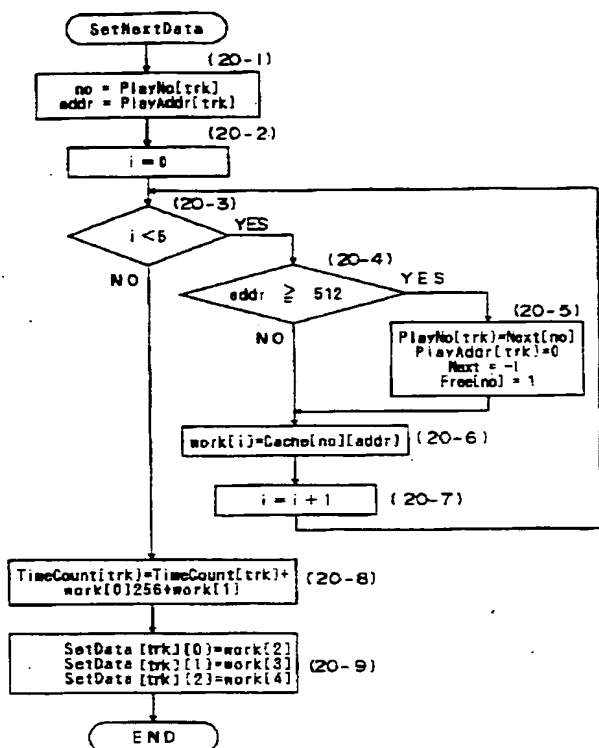 SetNextData
(20-1)
no = PlayNo[trk]
addr = PlayAddr[trk]
(20-2)
i = 0
(20-3)
i < 5
YES
NO
(20-4)
addr ≧ 512
YES
NO
(20-5)
PlayNo[trk]=Next[no]
PlayAddr[trk]=0
Next = -1
Free[no] = 1
work[i]=Cache[no][addr]
(20-6)
i = i + 1
(20-7)
TimeCount[trk]=TimeCount[trk]+
work[0]256+work[1]
(20-8)
SetData[trk][0]=work[2]
SetData[trk][1]=work[3]
SetData[trk][2]=work[4]
(20-9)
END